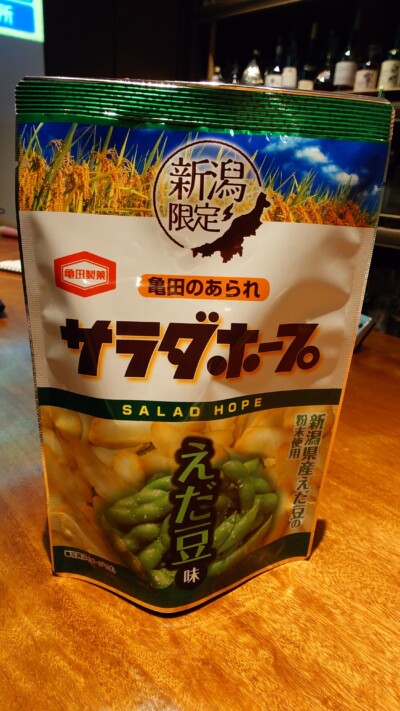 所
新潟
限定
亀田製菓
亀田のあられ
サラダホープ
SALAD HOPE
えだ豆味
新潟県産えだ豆の
粉末使用